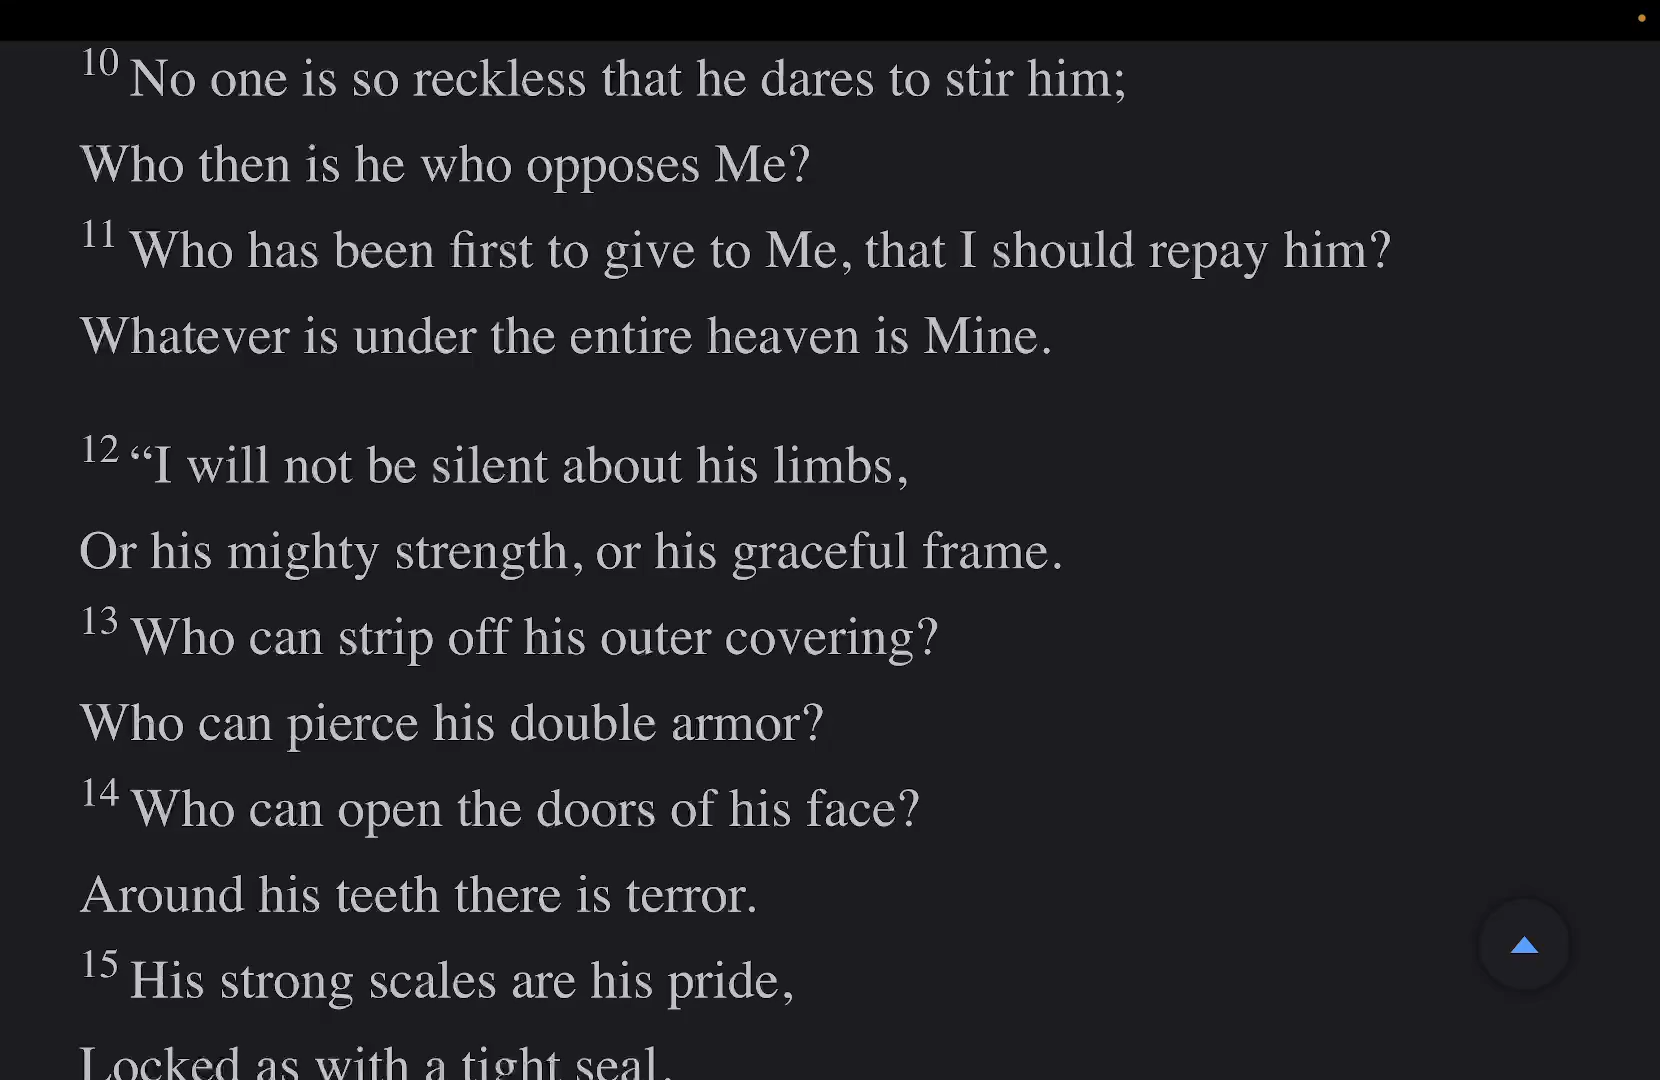 10 No one is so reckless that he dares to stir him;
Who then is he who opposes Me?
11 Who has been first to give to Me, that I should repay him?
Whatever is under the entire heaven is Mine.
12 “I will not be silent about his limbs,
Or his mighty strength, or his graceful frame.
13 Who can strip off his outer covering?
Who can pierce his double armor?
14 Who can open the doors of his face?
Around his teeth there is terror.
15 His strong scales are his pride,
Locked as with a tight seal.